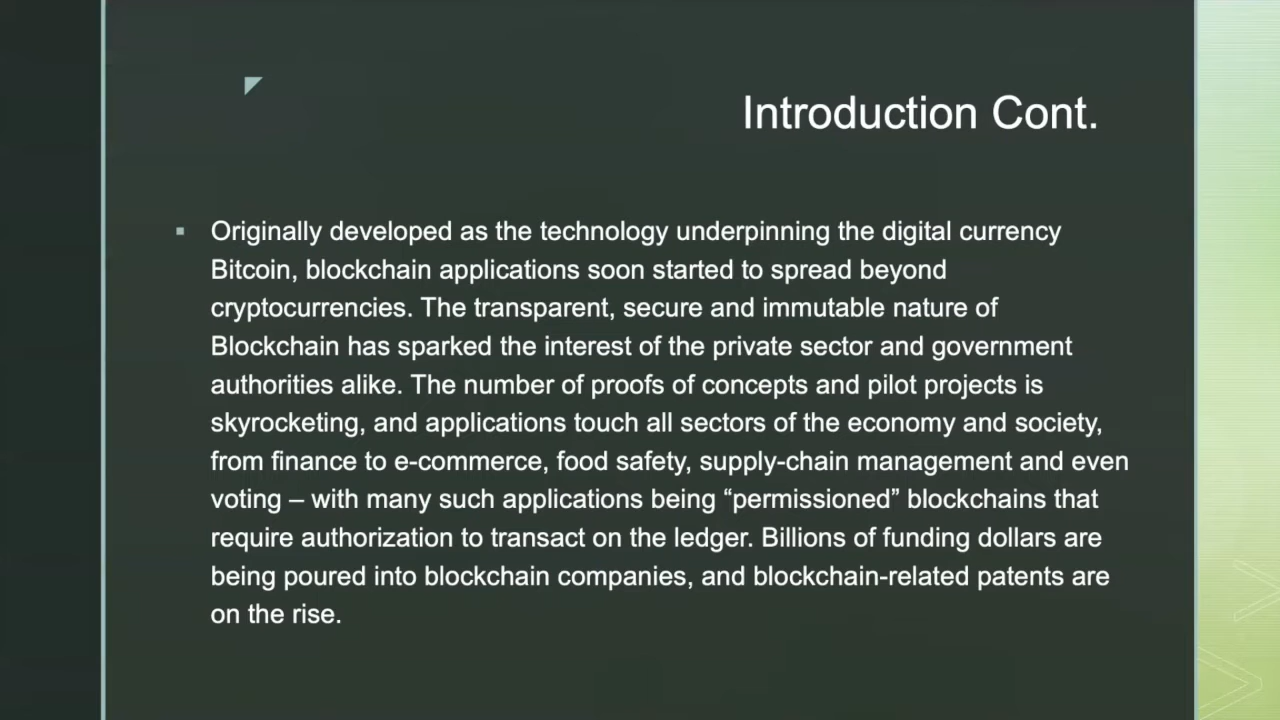 Introduction Cont.
▪ Originally developed as the technology underpinning the digital currency
Bitcoin, blockchain applications soon started to spread beyond
cryptocurrencies. The transparent, secure and immutable nature of
Blockchain has sparked the interest of the private sector and government
authorities alike. The number of proofs of concepts and pilot projects is
skyrocketing, and applications touch all sectors of the economy and society,
from finance to e-commerce, food safety, supply-chain management and even
voting – with many such applications being “permissioned” blockchains that
require authorization to transact on the ledger. Billions of funding dollars are
being poured into blockchain companies, and blockchain-related patents are
on the rise.